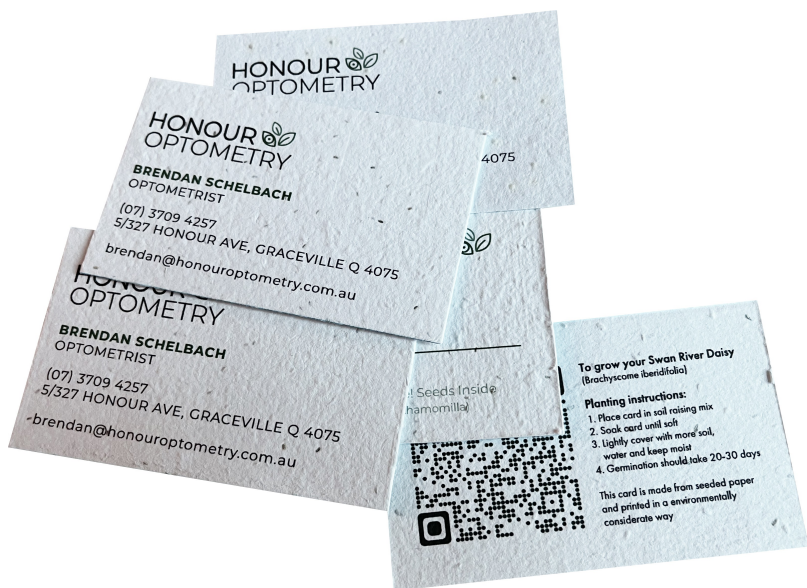 HONOUR
OPTOMETRY
4075
HONOUR
OPTOMETRY
BRENDAN SCHELBACH
OPTOMETRIST
(07) 3709 4257
5/327 HONOUR AVE, GRACEVILLE Q 4075
brendan@honouroptometry.com.au
HONOUR
OPTOMETRY
BRENDAN SCHELBACH
OPTOMETRIST
(07) 3709 4257
5/327 HONOUR AVE, GRACEVILLE Q 4075
brendan@honouroptometry.com.au
! Seeds Inside
hamomilla)
To grow your Swan River Daisy
(Brachyscome iberidifolia)
Planting instructions:
1. Place card in soil raising mix
2. Soak card until soft
3. Lightly cover with more soil,
water and keep moist
4. Germination should take 20-30 days
This card is made from seeded paper
and printed in a environmentally
considerate way